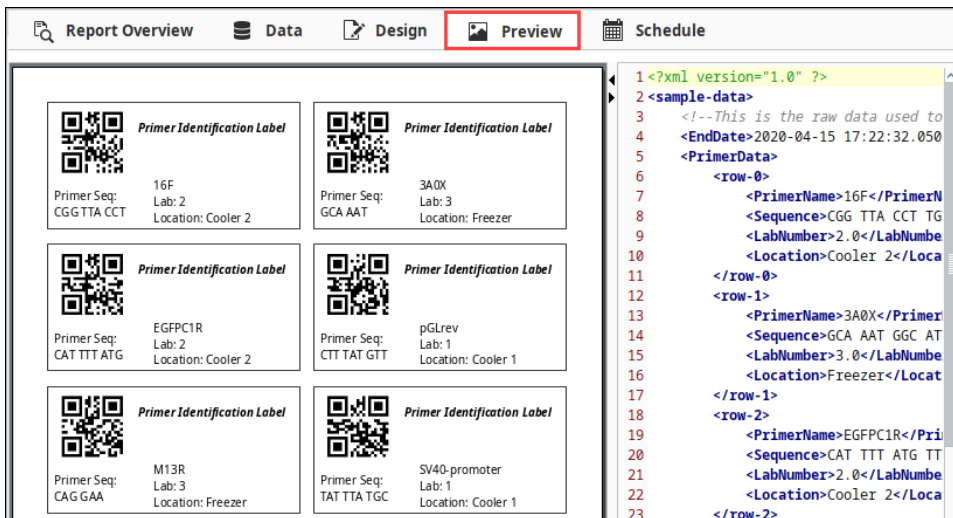 Report Overview Data Design Preview Schedule
Primer Identification Label
Primer Seq:
CGG TTA CCT
16F
Lab: 2
Location: Cooler 2
Primer Identification Label
Primer Seq:
GCA AAT
3A0X
Lab: 3
Location: Freezer
Primer Identification Label
Primer Seq:
CAT TTT ATG
EGFPC1R
Lab: 2
Location: Cooler 2
Primer Identification Label
Primer Seq:
CTT TAT GTT
pGLrev
Lab: 1
Location: Cooler 1
Primer Identification Label
Primer Seq:
CAG GAA
M13R
Lab: 3
Location: Freezer
Primer Identification Label
Primer Seq:
TAT TTA TGC
SV40-promoter
Lab: 1
Location: Cooler 1
1 <?xml version="1.0" ?>
2 <sample-data>
3 <!--This is the raw data used to
4 <EndDate>2020-04-15 17:22:32.050
5 <PrimerData>
6 <row-0>
7 <PrimerName>16F</PrimerN
8 <Sequence>CGG TTA CCT TG
9 <LabNumber>2.0</LabNumbe
10 <Location>Cooler 2</Loca
11 </row-0>
12 <row-1>
13 <PrimerName>3A0X</Primer
14 <Sequence>GCA AAT GGC AT
15 <LabNumber>3.0</LabNumbe
16 <Location>Freezer</Locat
17 </row-1>
18 <row-2>
19 <PrimerName>EGFPC1R</Pri
20 <Sequence>CAT TTT ATG TT
21 <LabNumber>2.0</LabNumbe
22 <Location>Cooler 2</Loca
23 </row-2>